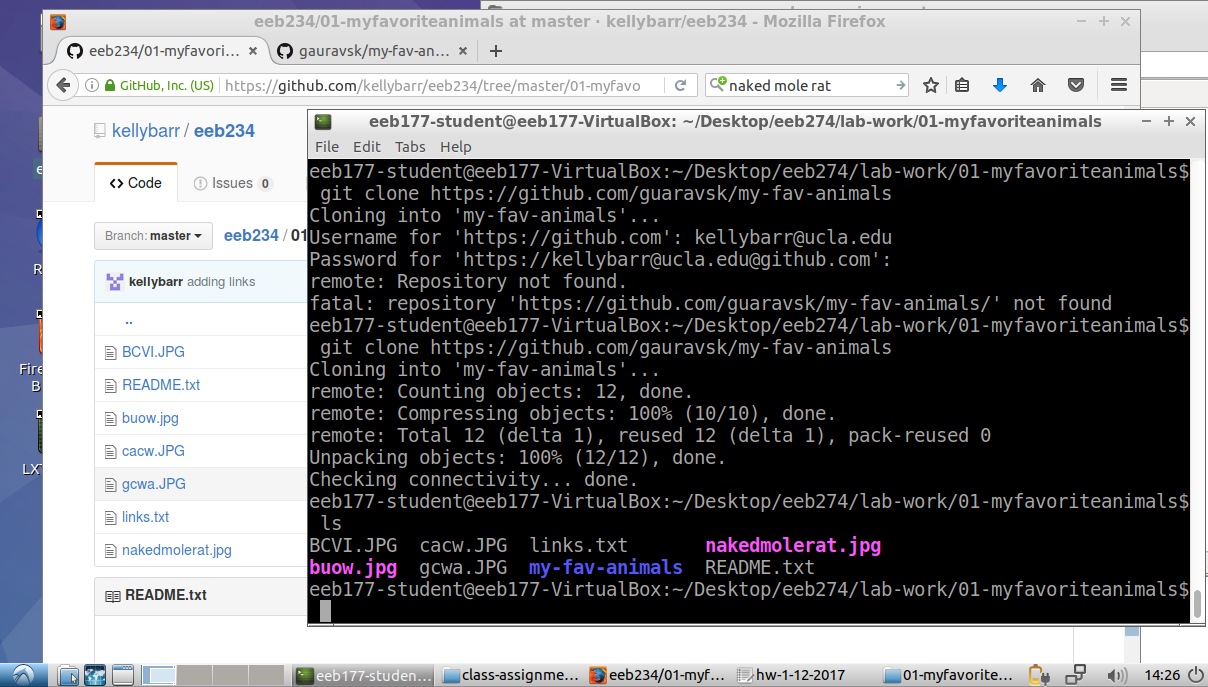 eeb234/01-myfavoriteanimals at master · kellybarr/eeb234 - Mozilla Firefox
eeb234/01-myfavori... × gauravsk/my-fav-an... × +
GitHub, Inc. (US) https://github.com/kellybarr/eeb234/tree/master/01-myfavo naked mole rat
kellybarr / eeb234
Code Issues 0
Branch: master eeb234 / 01
kellybarr adding links
..
BCVI.JPG
README.txt
buow.jpg
cacw.JPG
gcwa.JPG
links.txt
nakedmolerat.jpg
README.txt
eeb177-student@eeb177-VirtualBox: ~/Desktop/eeb274/lab-work/01-myfavoriteanimals
File Edit Tabs Help
eeb177-student@eeb177-VirtualBox:~/Desktop/eeb274/lab-work/01-myfavoriteanimals$
git clone https://github.com/guaravsk/my-fav-animals
Cloning into 'my-fav-animals'...
Username for 'https://github.com': kellybarr@ucla.edu
Password for 'https://kellybarr@ucla.edu@github.com':
remote: Repository not found.
fatal: repository 'https://github.com/guaravsk/my-fav-animals/' not found
eeb177-student@eeb177-VirtualBox:~/Desktop/eeb274/lab-work/01-myfavoriteanimals$
git clone https://github.com/gauravsk/my-fav-animals
Cloning into 'my-fav-animals'...
remote: Counting objects: 12, done.
remote: Compressing objects: 100% (10/10), done.
remote: Total 12 (delta 1), reused 12 (delta 1), pack-reused 0
Unpacking objects: 100% (12/12), done.
Checking connectivity... done.
eeb177-student@eeb177-VirtualBox:~/Desktop/eeb274/lab-work/01-myfavoriteanimals$
ls
BCVI.JPG cacw.JPG links.txt nakedmolerat.jpg
buow.jpg gcwa.JPG my-fav-animals README.txt
eeb177-student@eeb177-VirtualBox:~/Desktop/eeb274/lab-work/01-myfavoriteanimals$
Fire
B
LXT
eeb177-studen... class-assignme... eeb234/01-myf... hw-1-12-2017 01-myfavorite... 14:26